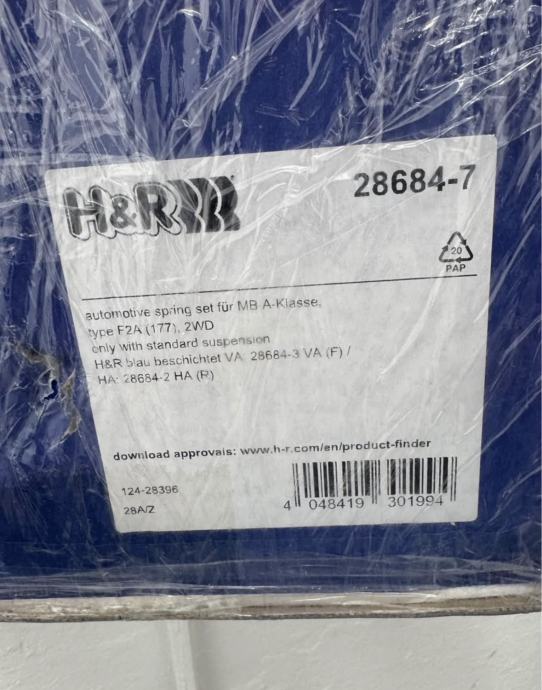 H&R
28684-7
20
PAP
automotive spring set für MB A-Klasse,
type F2A (177), 2WD
only with standard suspension
H&R blau beschichtet VA: 28684-3 VA (F) /
HA: 28684-2 HA (R)
download approvals: www.h-r.com/en/product-finder
124-28396
28A/Z
4 048419 301994